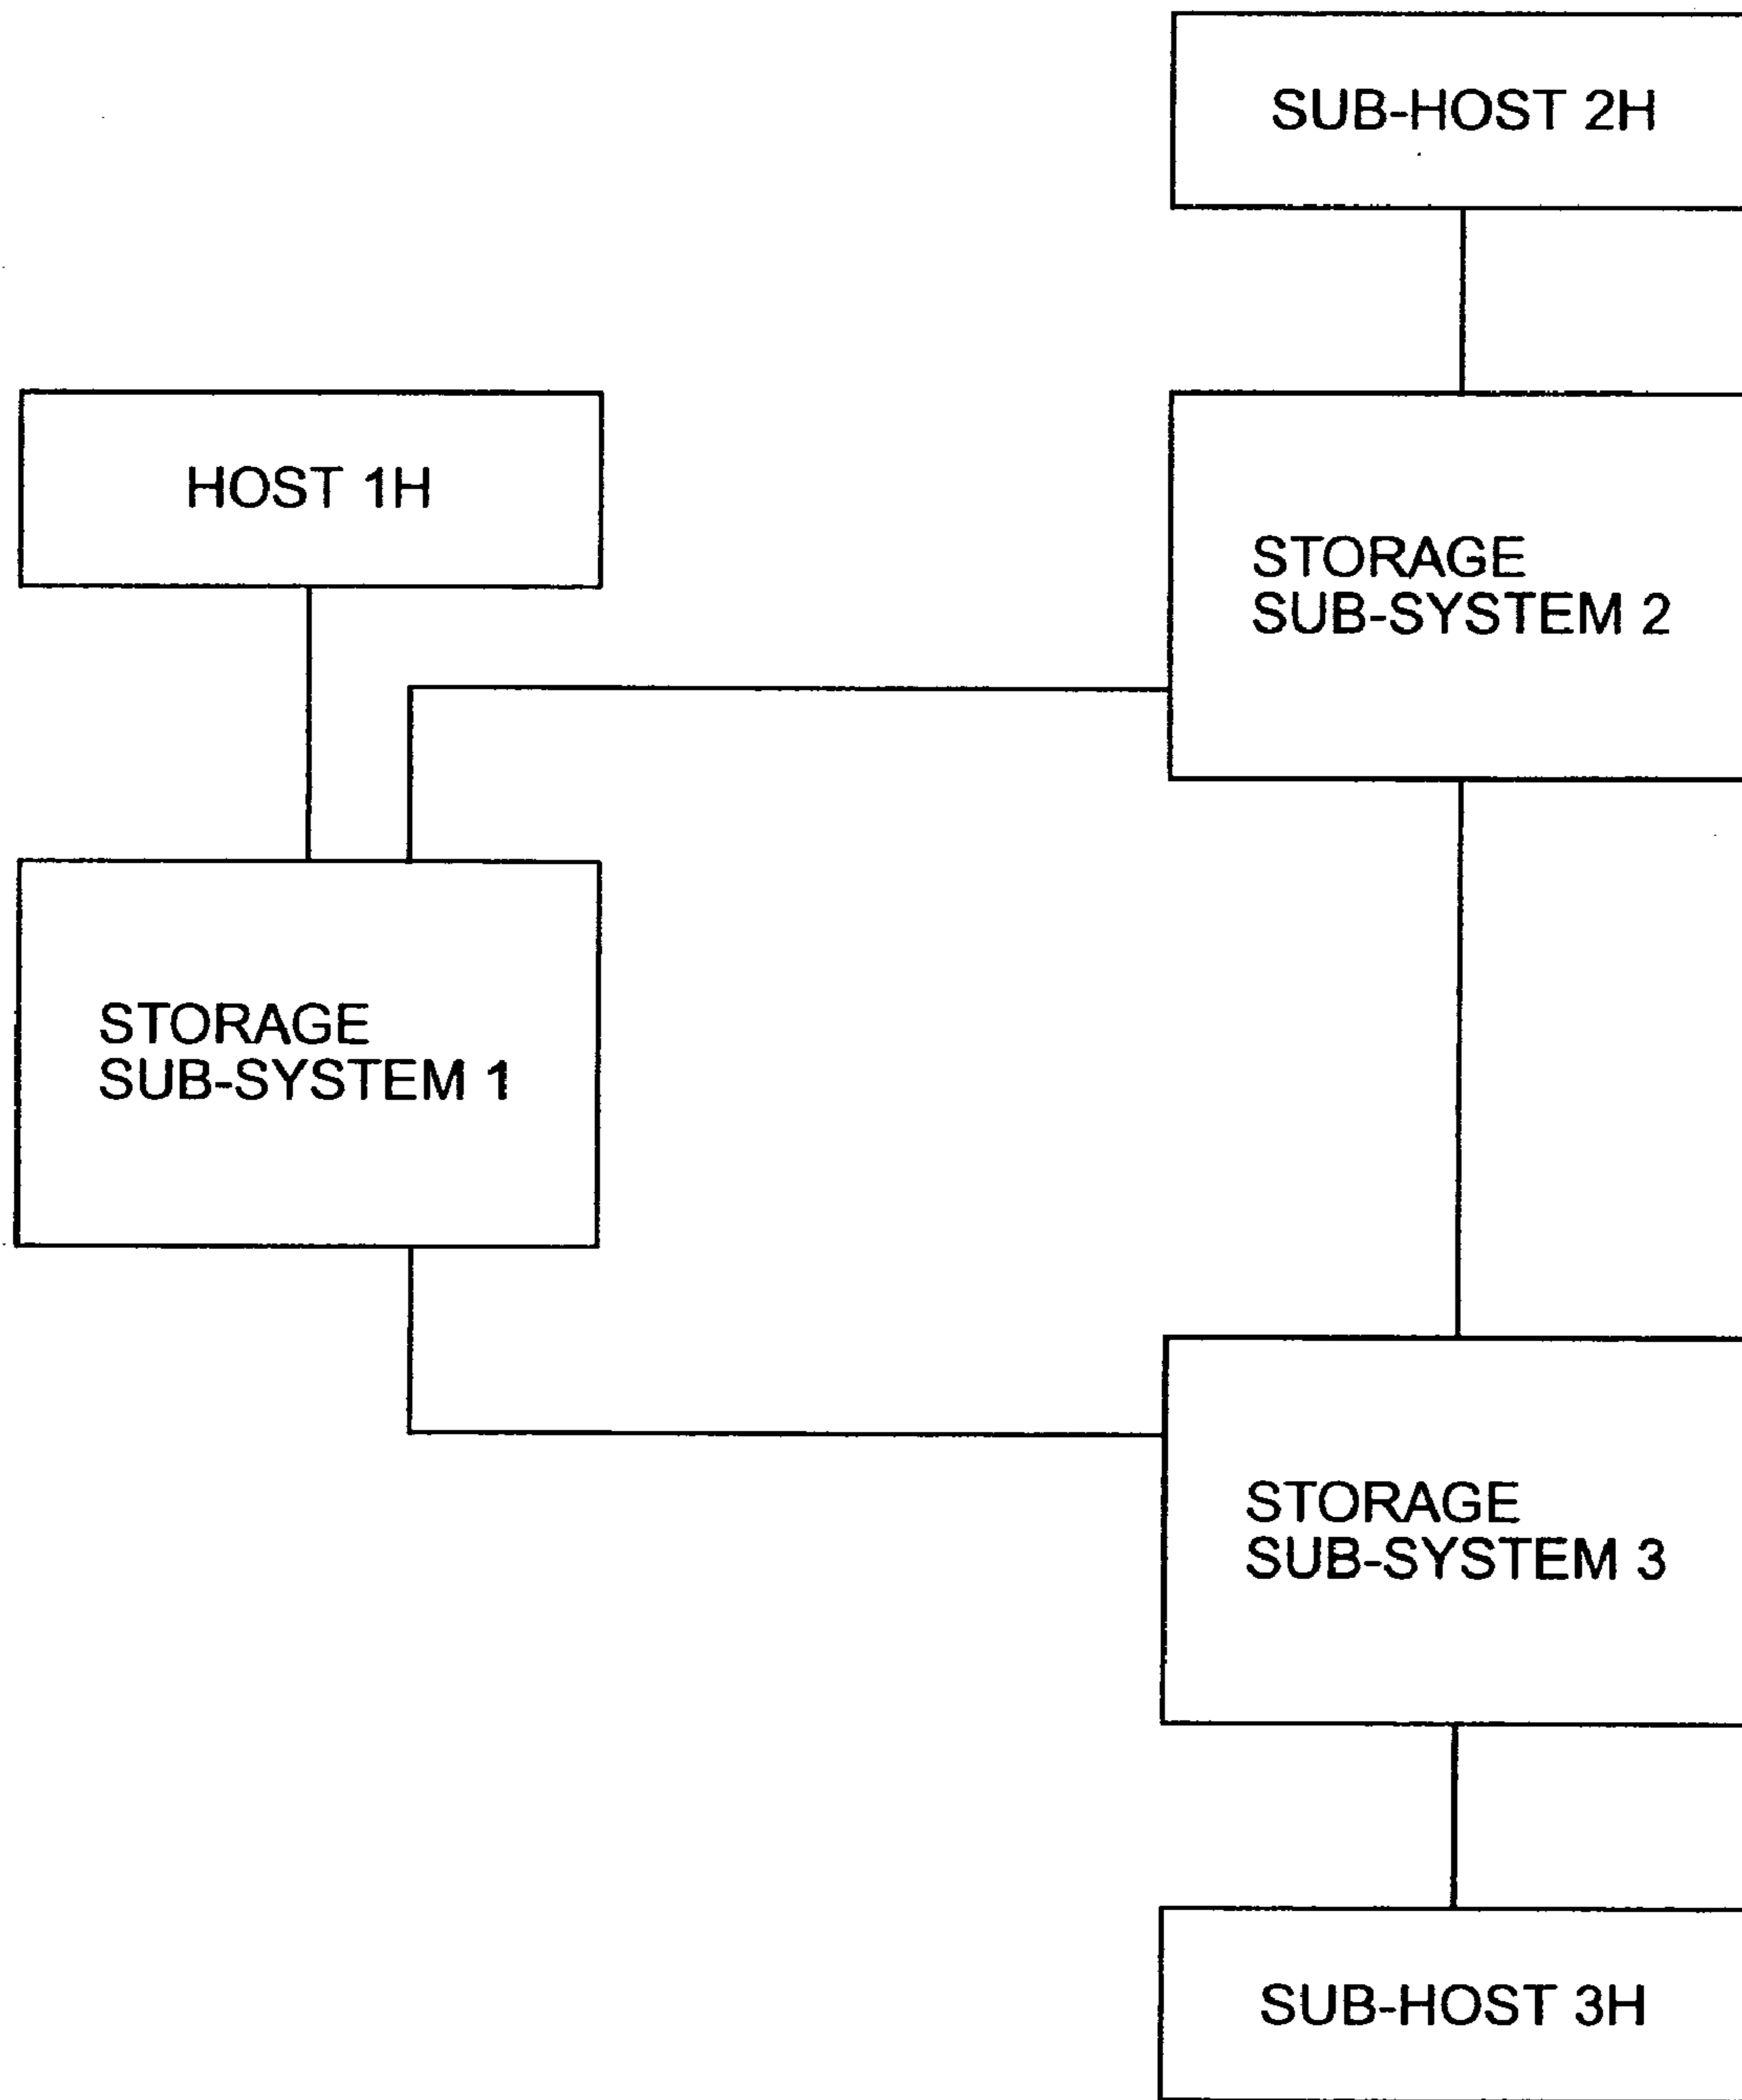 SUB-HOST 2H
HOST 1H
STORAGE
SUB-SYSTEM 2
STORAGE
SUB-SYSTEM 1
STORAGE
SUB-SYSTEM 3
SUB-HOST 3H